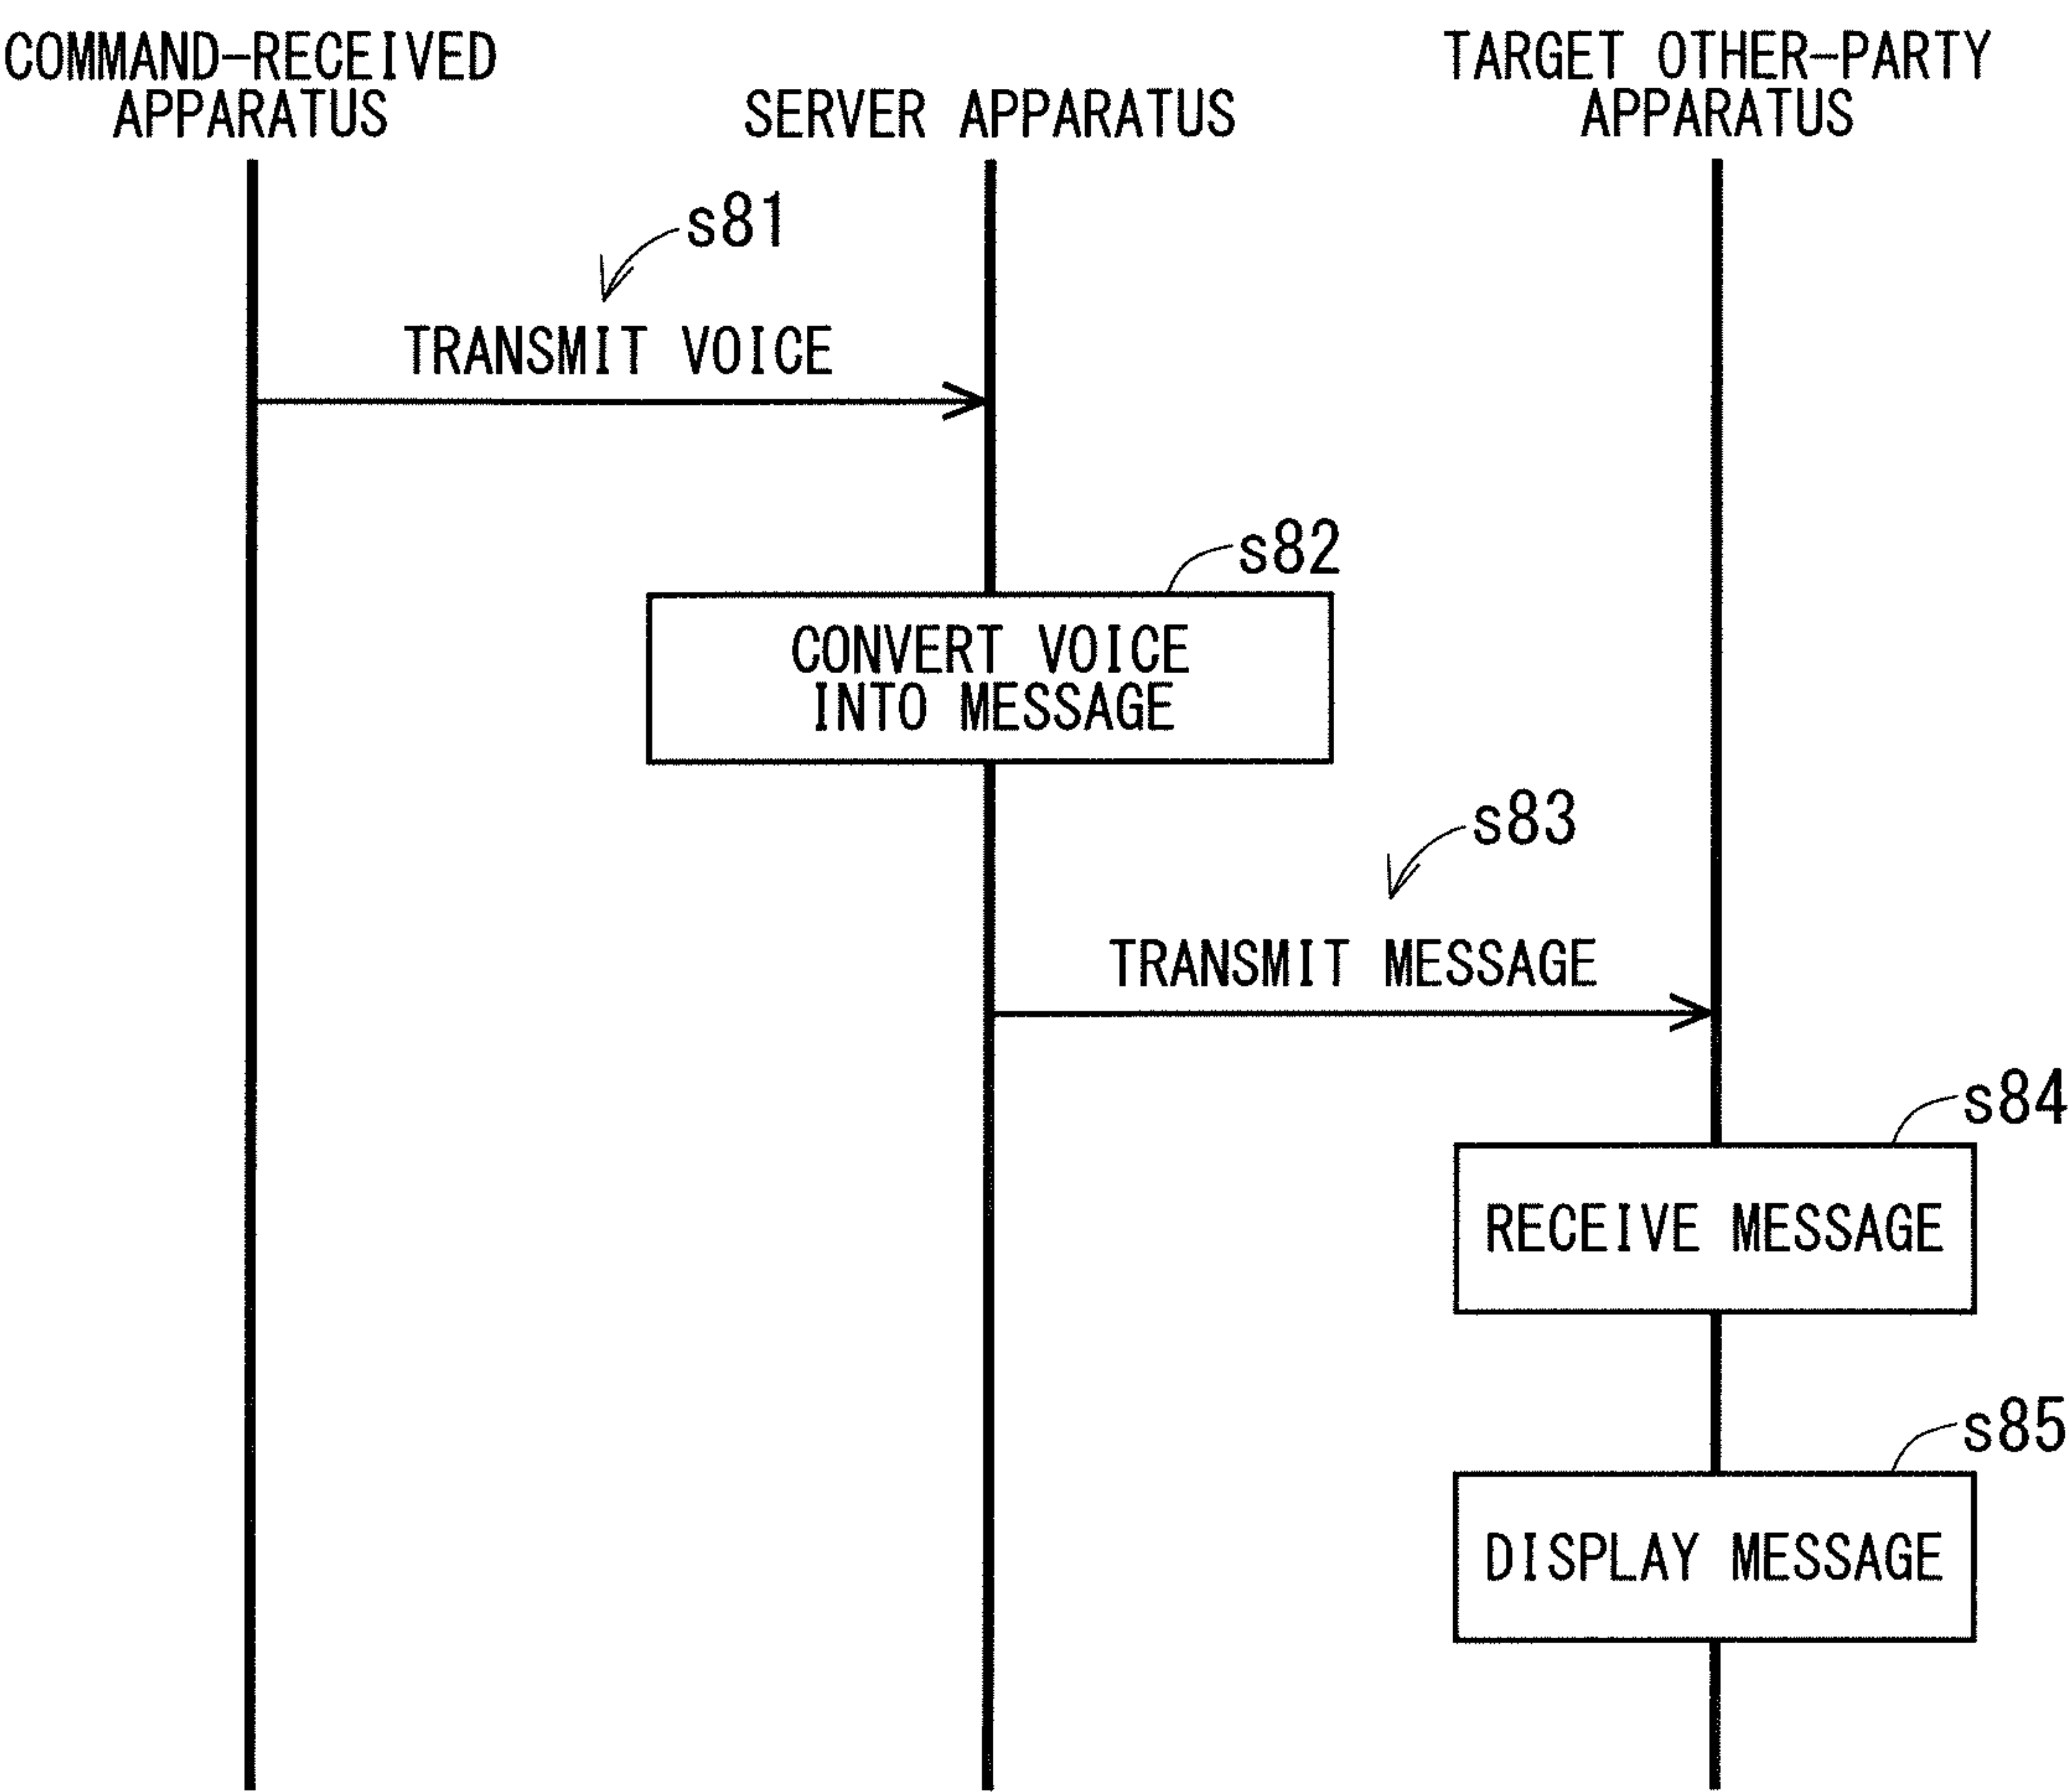 COMMAND-RECEIVED
APPARATUS
SERVER APPARATUS
TARGET OTHER-PARTY
APPARATUS
s81
TRANSMIT VOICE
s82
CONVERT VOICE
INTO MESSAGE
s83
TRANSMIT MESSAGE
s84
RECEIVE MESSAGE
s85
DISPLAY MESSAGE